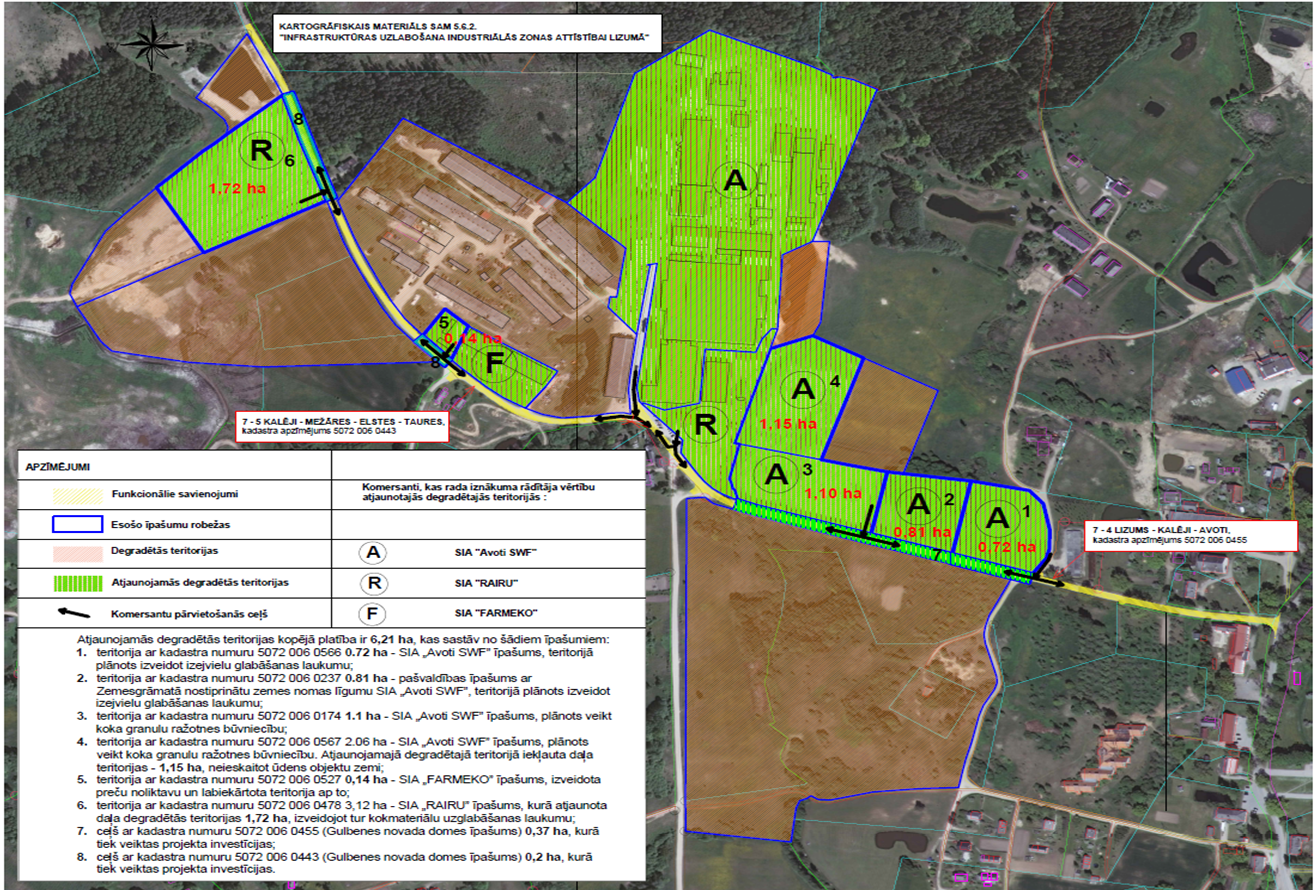 KARTOGRĀFISKAIS MATERIĀLS SAM 5.6.2.
"INFRASTRUKTŪRAS UZLABOŠANA INDUSTRIĀLĀS ZONAS ATTĪSTĪBAI LIZUMĀ"
8
R 6
1,72 ha
A
5
0,14 ha
F
8
A 4
1,15 ha
R
A 3
1,10 ha
A 2
0.81 ha
A 1
0.72 ha
7
7 - 5 KALĒJI - MEŽĀRES - ELSTES - TAURES,
kadastra apzīmējums 5072 006 0443
7 - 4 LIZUMS - KALĒJI - AVOTI,
kadastra apzīmējums 5072 006 0455
APZĪMĒJUMI
Funkcionālie savienojumi
Komersanti, kas rada iznākuma rādītāja vērtību
atjaunotajās degradētajās teritorijās :
Esošo īpašumu robežas
Degradētās teritorijas
A SIA "Avoti SWF"
Atjaunojamās degradētās teritorijas
R SIA "RAIRU"
Komersantu pārvietošanās ceļš
F SIA "FARMEKO"
Atjaunojamās degradētās teritorijas kopējā platība ir 6,21 ha, kas sastāv no šādiem īpašumiem:
1. teritorija ar kadastra numuru 5072 006 0566 0.72 ha - SIA „Avoti SWF" īpašums, teritorijā
plānots izveidot izejvielu glabāšanas laukumu;
2. teritorija ar kadastra numuru 5072 006 0237 0.81 ha - pašvaldības īpašums ar
Zemesgrāmatā nostiprinātu zemes nomas līgumu SIA „Avoti SWF", teritorijā plānots izveidot
izejvielu glabāšanas laukumu;
3. teritorija ar kadastra numuru 5072 006 0174 1.1 ha - SIA „Avoti SWF" īpašums, plānots veikt
koka granulu ražotnes būvniecību;
4. teritorija ar kadastra numuru 5072 006 0567 2.06 ha - SIA „Avoti SWF" īpašums, plānots
veikt koka granulu ražotnes būvniecību. Atjaunojamajā degradētajā teritorijā iekļauta daļa
teritorijas - 1,15 ha, neieskaitot ūdens objektu zemi;
5. teritorija ar kadastra numuru 5072 006 0527 0,14 ha - SIA „FARMEKO" īpašums, izveidota
preču noliktavu un labiekārtota teritorija ap to;
6. teritorija ar kadastra numuru 5072 006 0478 3,12 ha - SIA „RAIRU" īpašums, kurā atjaunota
daļa degradētās teritorijas 1,72 ha, izveidojot tur kokmateriālu uzglabāšanas laukumu;
7. ceļš ar kadastra numuru 5072 006 0455 (Gulbenes novada domes īpašums) 0,37 ha, kurā
tiek veiktas projekta investīcijas;
8. ceļš ar kadastra numuru 5072 006 0443 (Gulbenes novada domes īpašums) 0,2 ha, kurā
tiek veiktas projekta investīcijas.